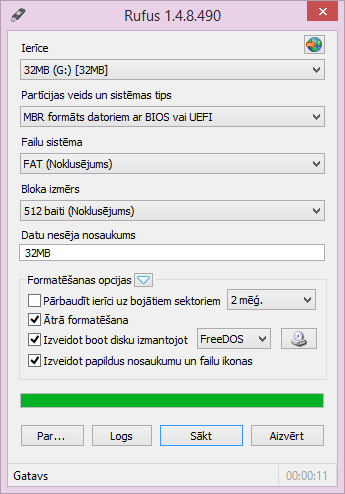 Rufus 1.4.8.490
Ierīce
32MB (G:) [32MB]
Partīcijas veids un sistēmas tips
MBR formāts datoriem ar BIOS vai UEFI
Failu sistēma
FAT (Noklusējums)
Bloka izmērs
512 baiti (Noklusējums)
Datu nesēja nosaukums
32MB
Formatēšanas opcijas
Pārbaudīt ierīci uz bojātiem sektoriem 2 mēģ.
Ātrā formatēšana
Izveidot boot disku izmantojot FreeDOS
Izveidot papildus nosaukumu un failu ikonas
Par... Logs Sākt Aizvērt
Gatavs 00:00:11